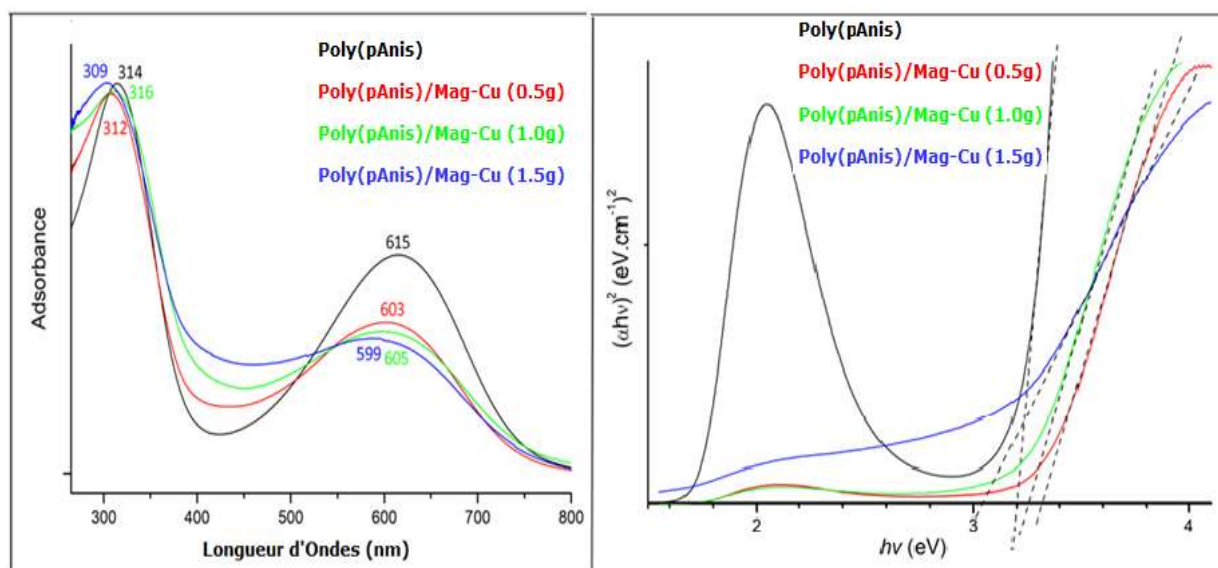 Poly(pAnis)
Poly(pAnis)/Mag-Cu (0.5g)
Poly(pAnis)/Mag-Cu (1.0g)
Poly(pAnis)/Mag-Cu (1.5g)
309
314
316
312
615
603
599
605
Adsorbance
300
400
500
600
700
800
Longueur d'Ondes (nm)
Poly(pAnis)
Poly(pAnis)/Mag-Cu (0.5g)
Poly(pAnis)/Mag-Cu (1.0g)
Poly(pAnis)/Mag-Cu (1.5g)
(αhν)² (eV.cm⁻¹)²
2
3
4
hν (eV)